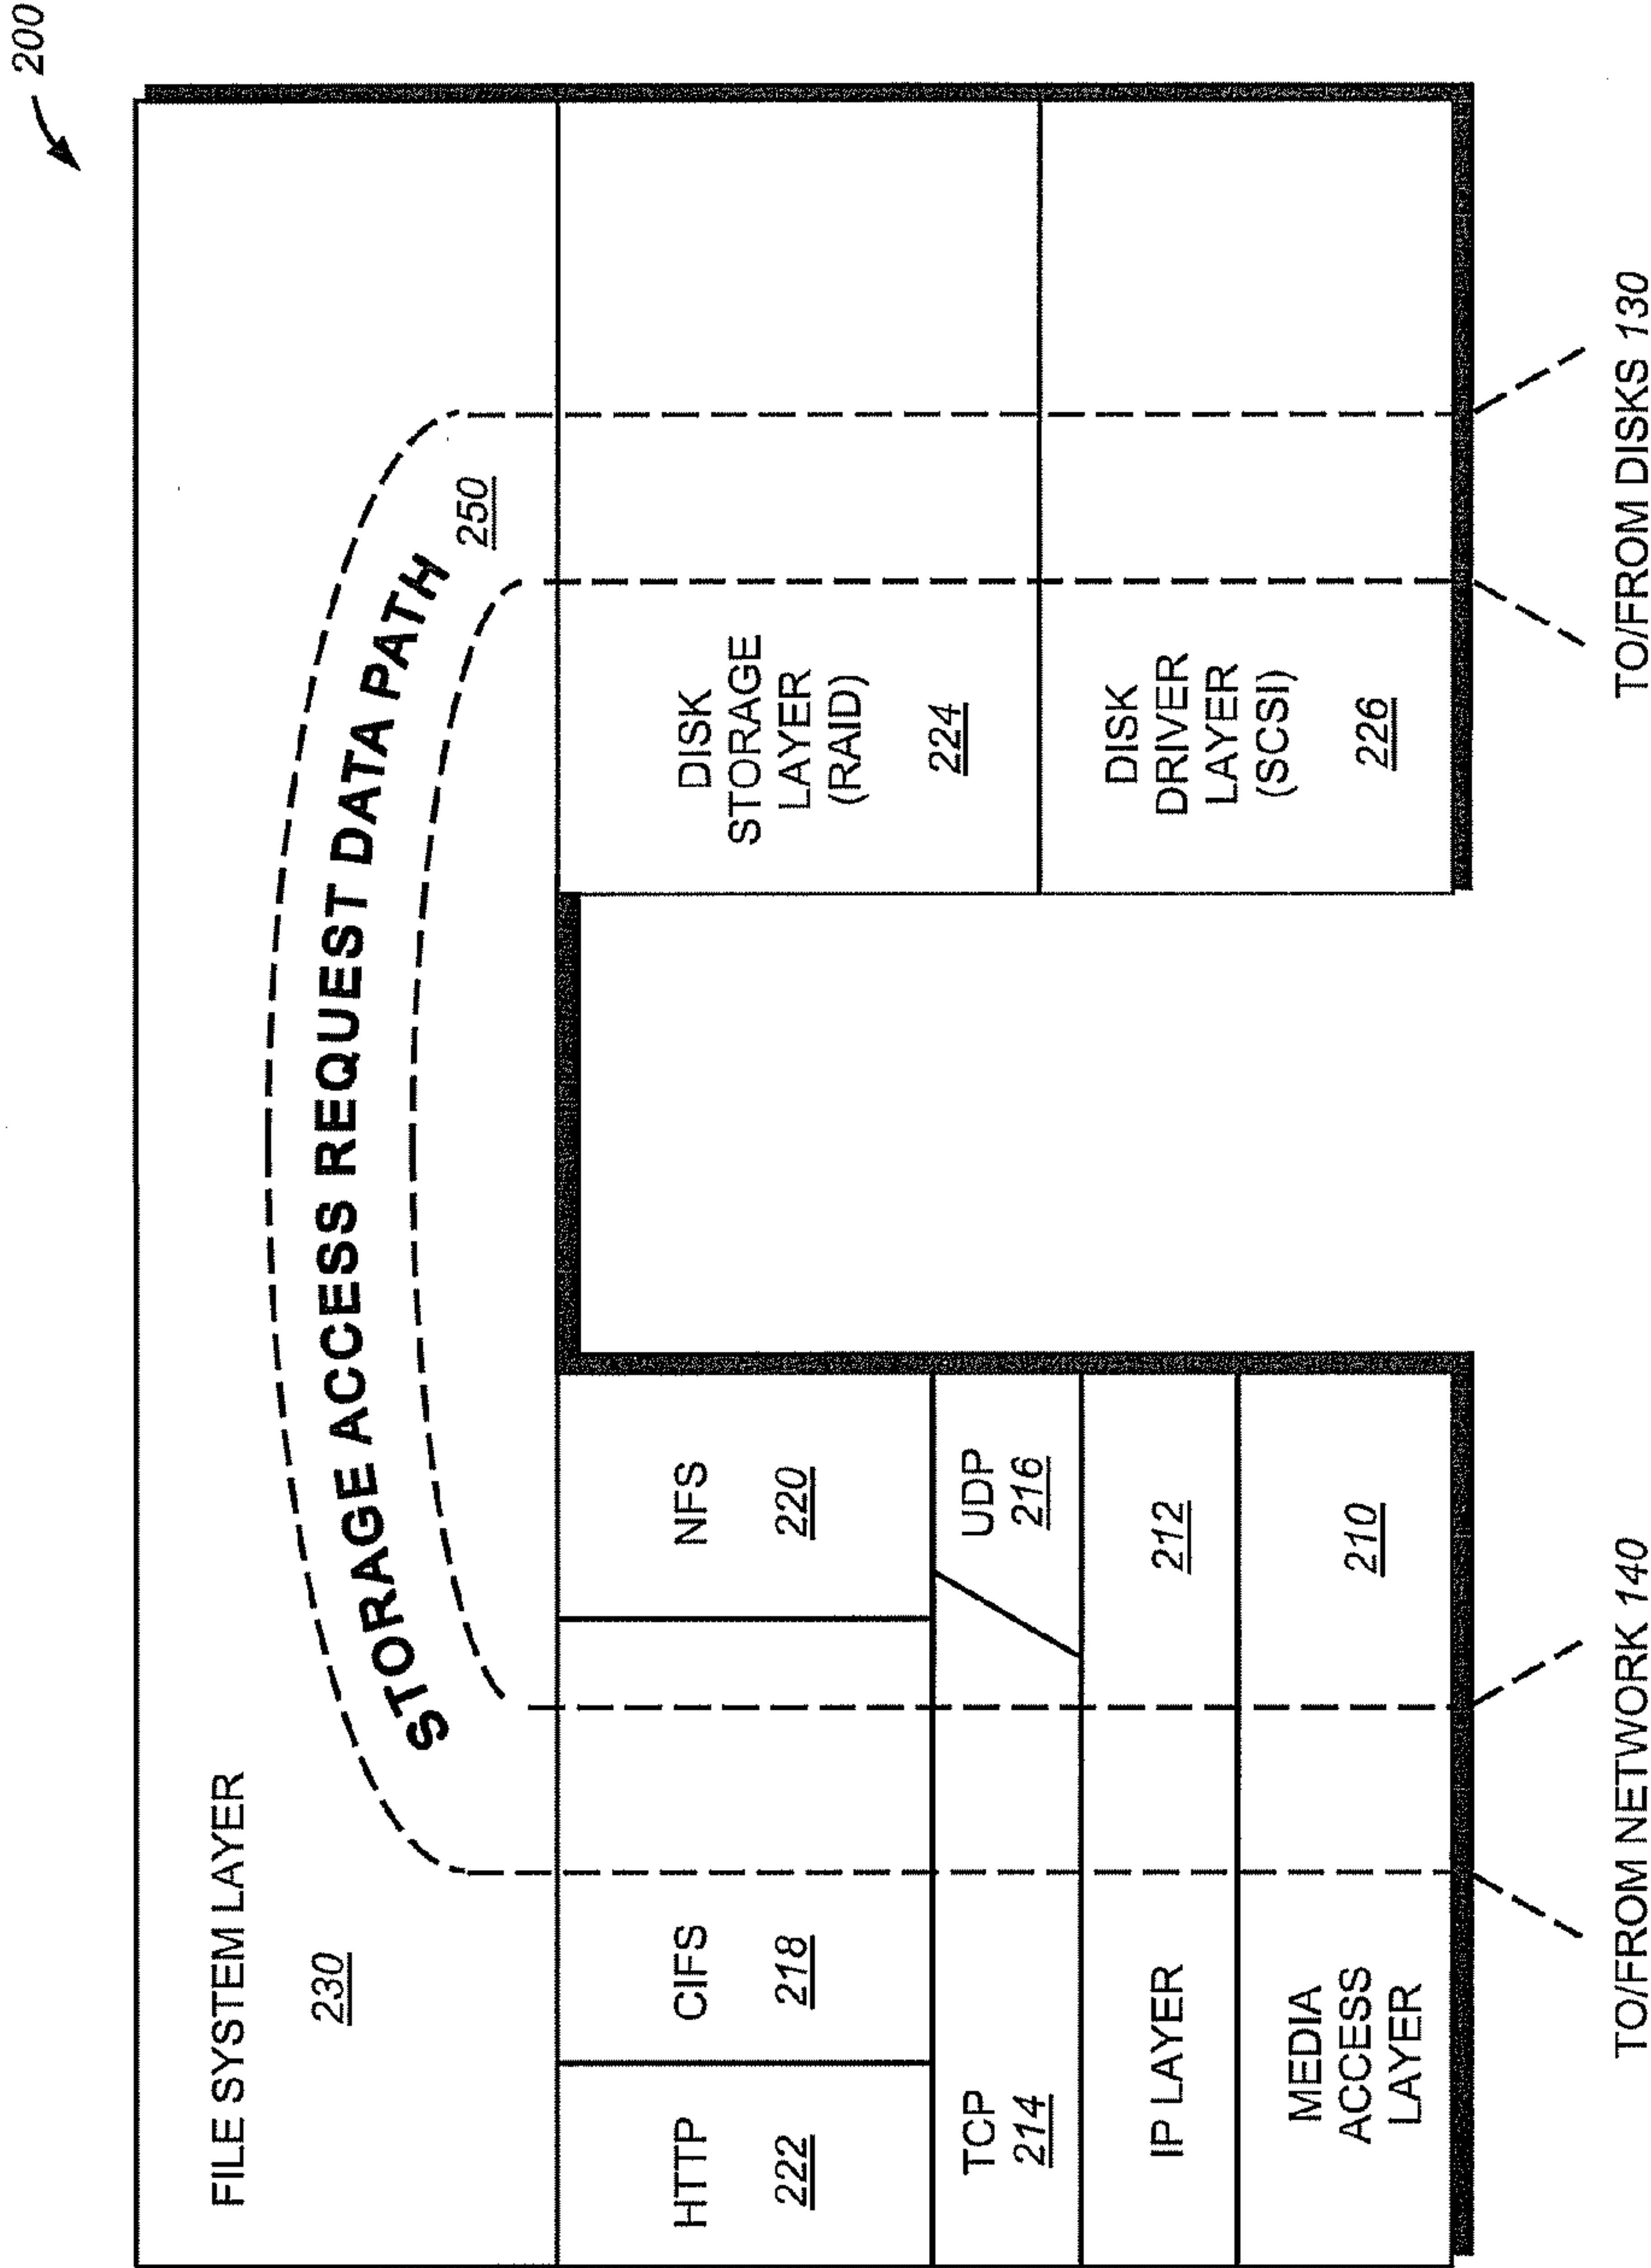 200
FILE SYSTEM LAYER
230
STORAGE ACCESS REQUEST DATA PATH
250
HTTP
222
CIFS
218
NFS
220
TCP
214
UDP
216
IP LAYER
212
MEDIA
ACCESS
LAYER
210
DISK
STORAGE
LAYER
(RAID)
224
DISK
DRIVER
LAYER
(SCSI)
226
TO/FROM NETWORK 140
TO/FROM DISKS 130